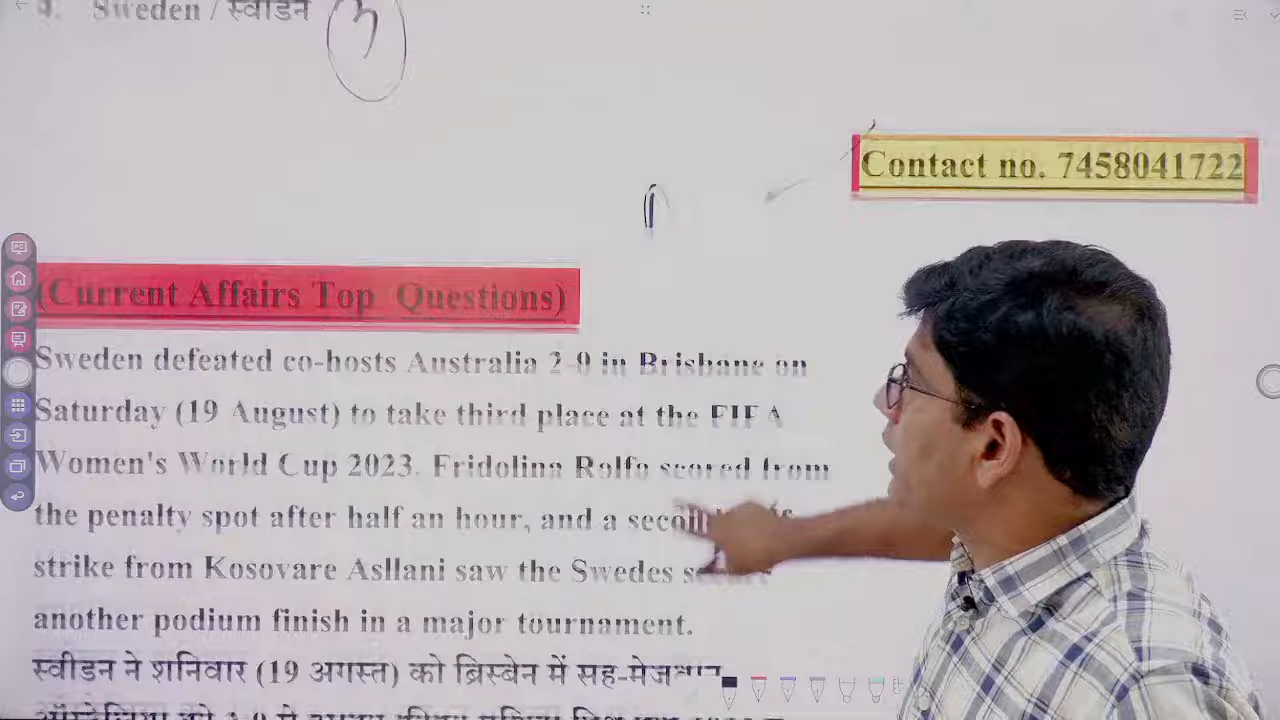 4. Sweden / स्वीडन
3
Contact no. 7458041722
(Current Affairs Top Questions)
Sweden defeated co-hosts Australia 2-0 in Brisbane on
Saturday (19 August) to take third place at the FIFA
Women's World Cup 2023. Fridolina Rolfo scored from
the penalty spot after half an hour, and a
strike from Kosovare Asllani saw the Swedes
another podium finish in a major tournament.
स्वीडन ने शनिवार (19 अगस्त) को ब्रिस्बेन में